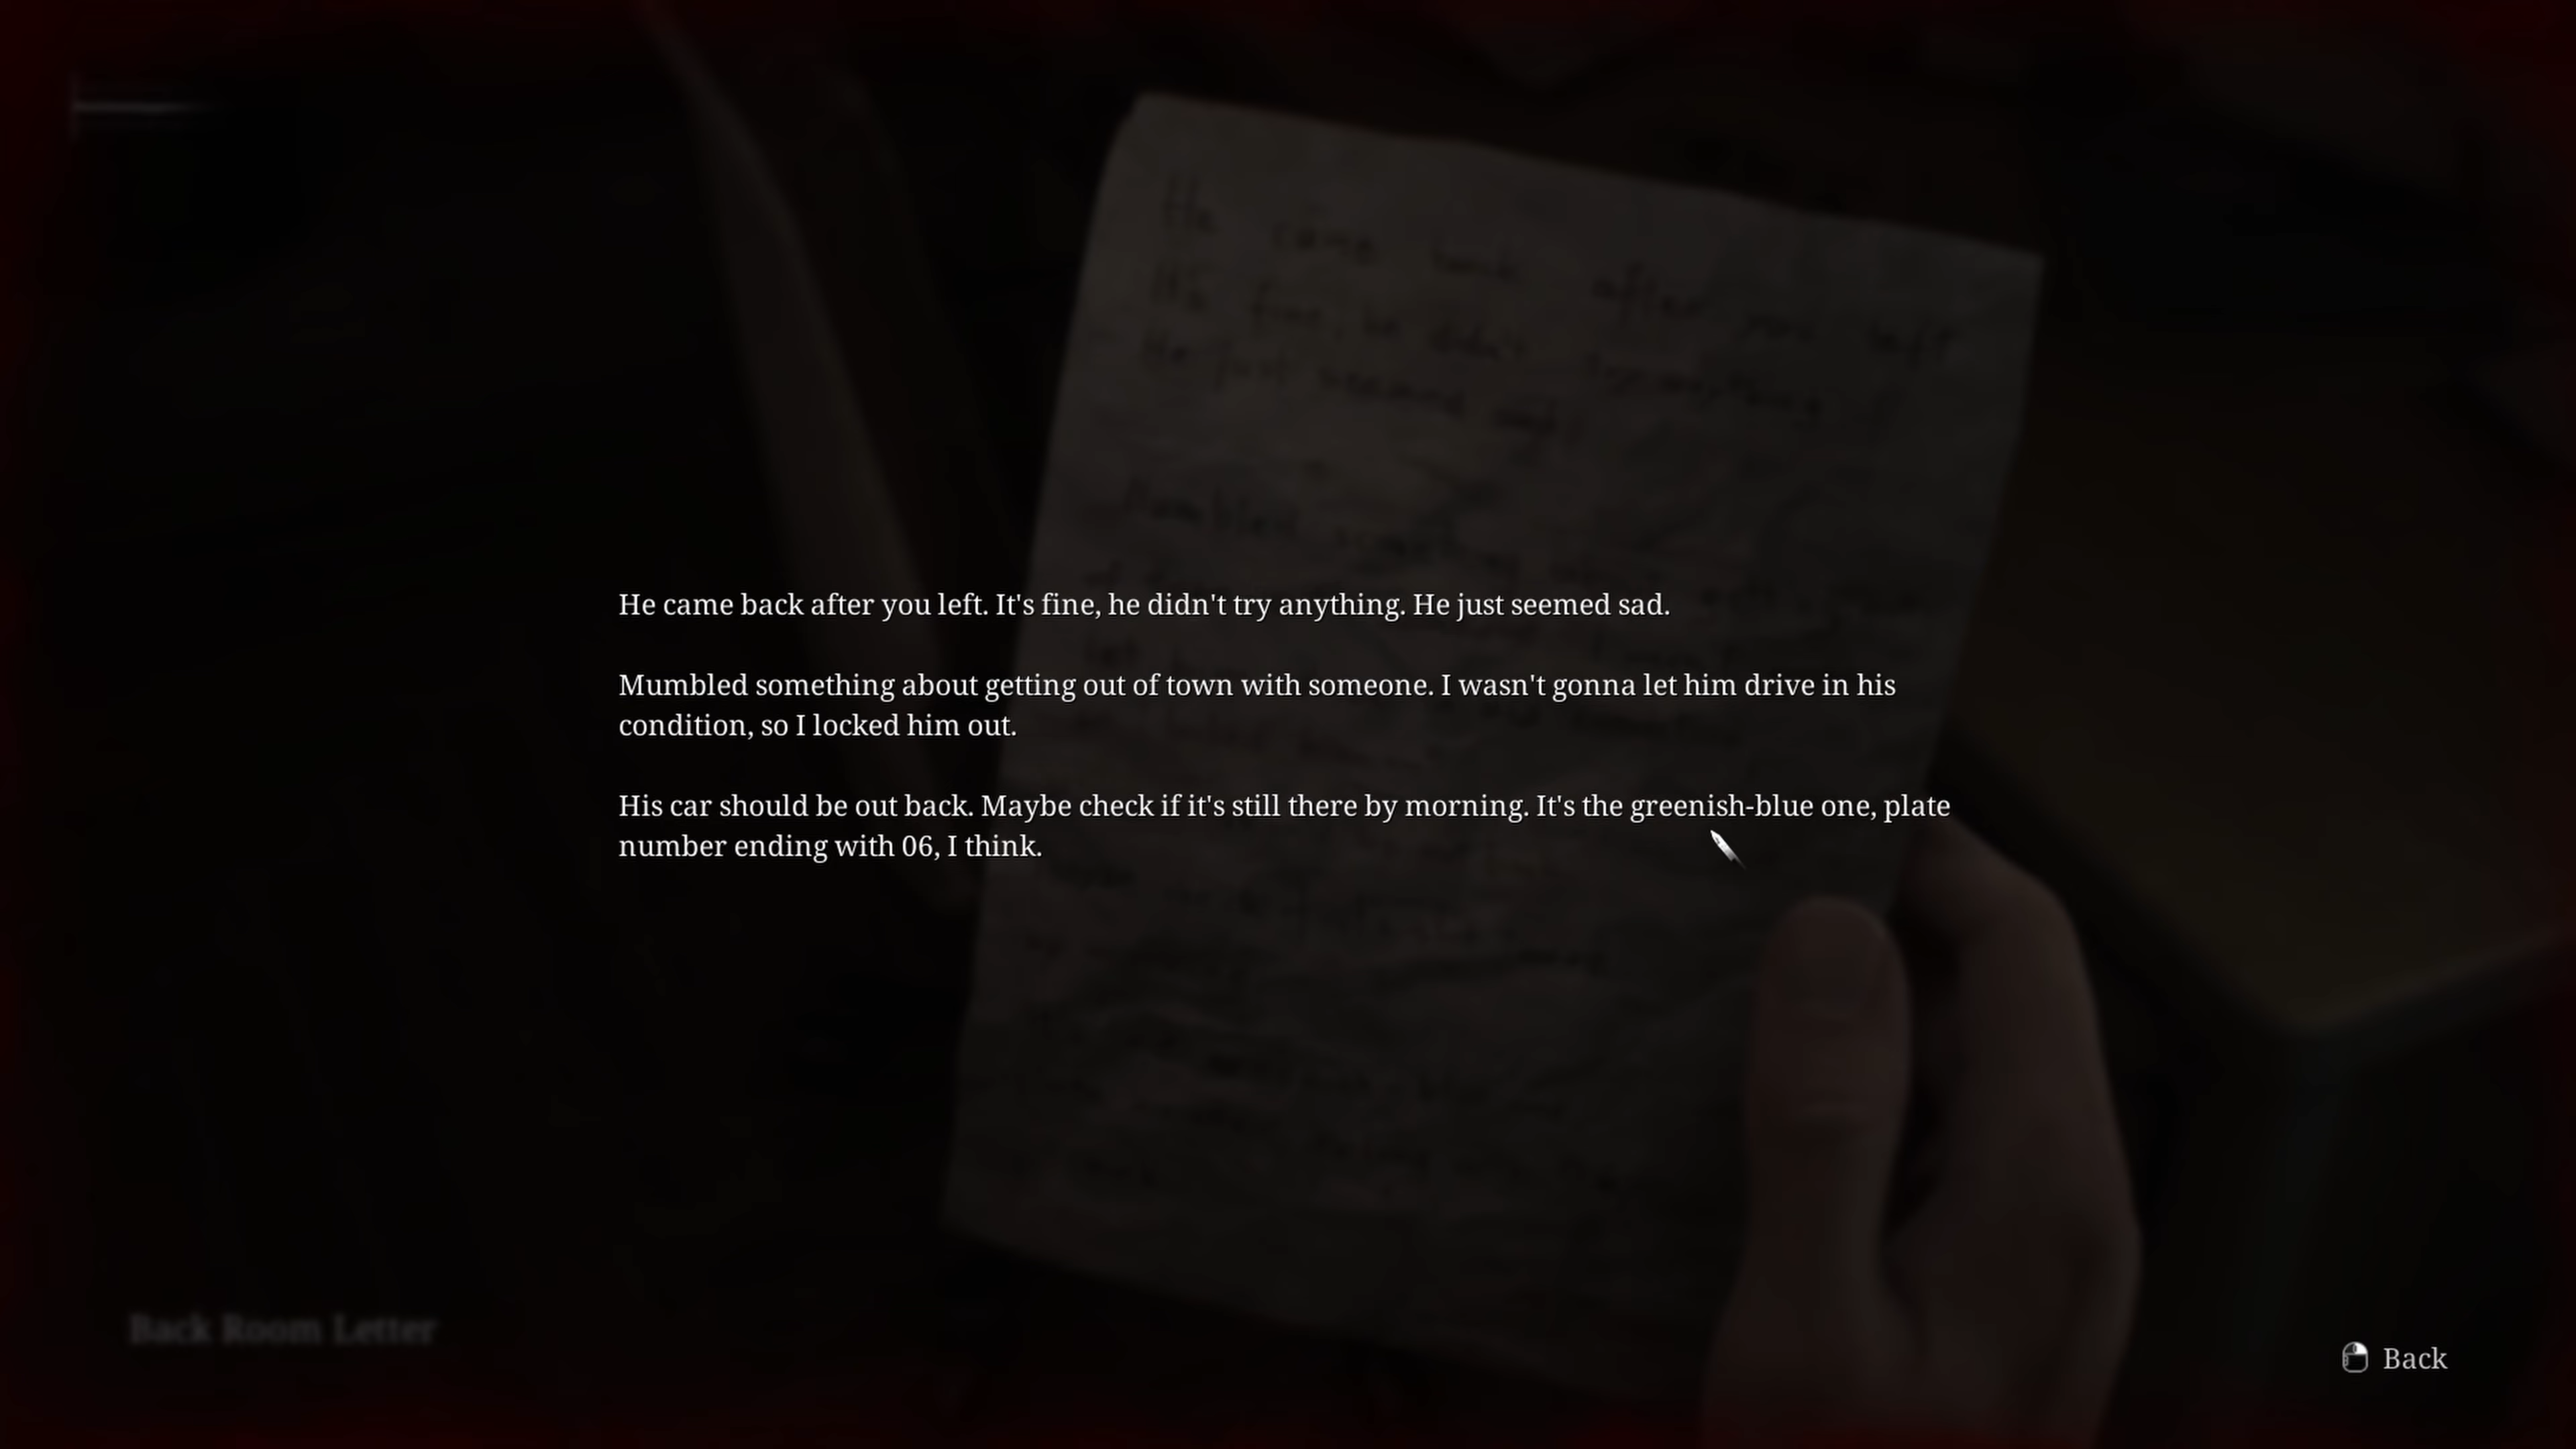 He came back after you left. It's fine, he didn't try anything. He just seemed sad.
Mumbled something about getting out of town with someone. I wasn't gonna let him drive in his
condition, so I locked him out.
His car should be out back. Maybe check if it's still there by morning. It's the greenish-blue one, plate
number ending with 06, I think.
Back Room Letter
Back